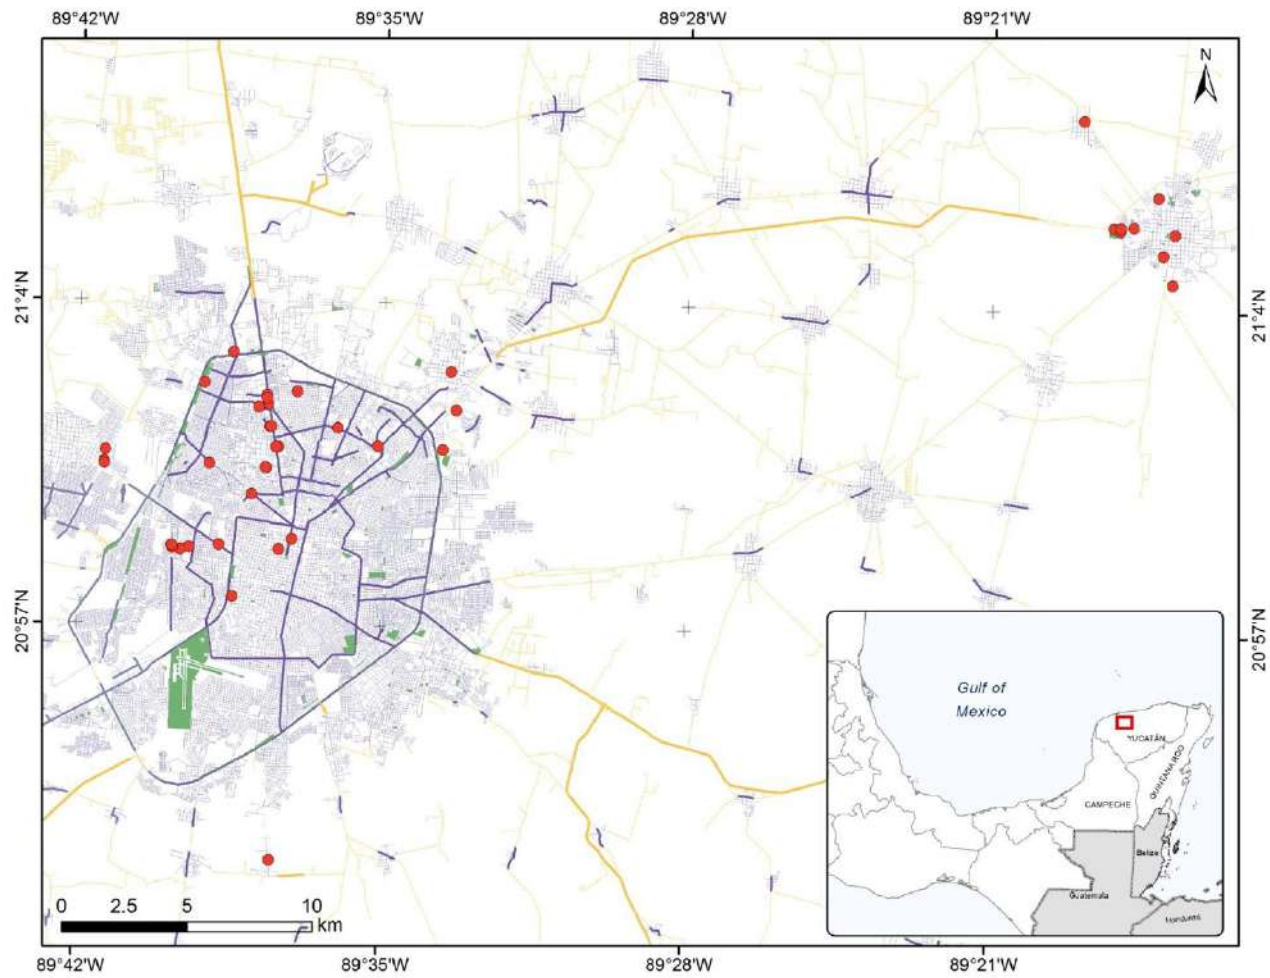 89°42'W 89°35'W 89°28'W 89°21'W
N
21°4'N 21°4'N
20°57'N 20°57'N
Gulf of
Mexico
YUCATÁN
QUINTANA ROO
CAMPECHE
Belize
Guatemala
Honduras
0 2.5 5 10
km
89°42'W 89°35'W 89°28'W 89°21'W